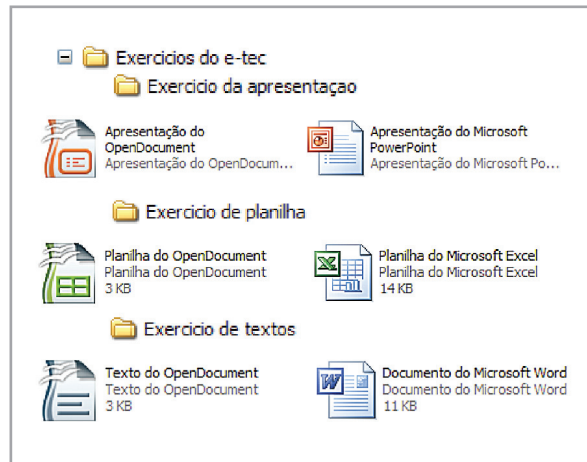 Exercicios do e-tec
Exercicio da apresentaçao
Apresentação do
OpenDocument
Apresentação do OpenDocum...
Apresentação do Microsoft
PowerPoint
Apresentação do Microsoft Po...
Exercicio de planilha
Planilha do OpenDocument
Planilha do OpenDocument
3 KB
Planilha do Microsoft Excel
Planilha do Microsoft Excel
14 KB
Exercicio de textos
Texto do OpenDocument
Texto do OpenDocument
3 KB
Documento do Microsoft Word
Documento do Microsoft Word
11 KB